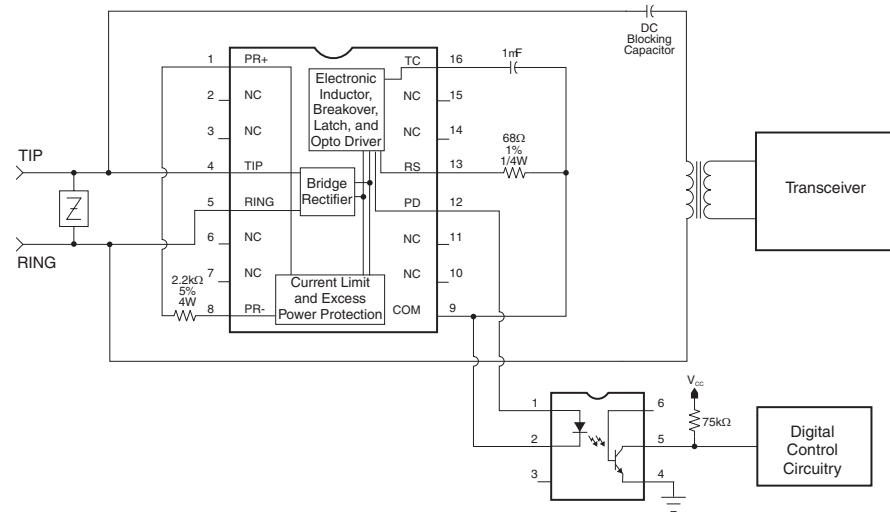 DC
Blocking
Capacitor
1mF
1
PR+
TC
16
Electronic
Inductor,
Breakover,
Latch, and
Opto Driver
2
NC
NC
15
3
NC
NC
14
68Ω
1%
1/4W
TIP
4
TIP
RS
13
Bridge
Rectifier
Transceiver
5
RING
PD
12
6
NC
NC
11
RING
7
NC
NC
10
2.2kΩ
5%
4W
Current Limit
and Excess
Power Protection
8
PR-
COM
9
Vcc
75kΩ
1
6
2
5
3
4
Digital
Control
Circuitry